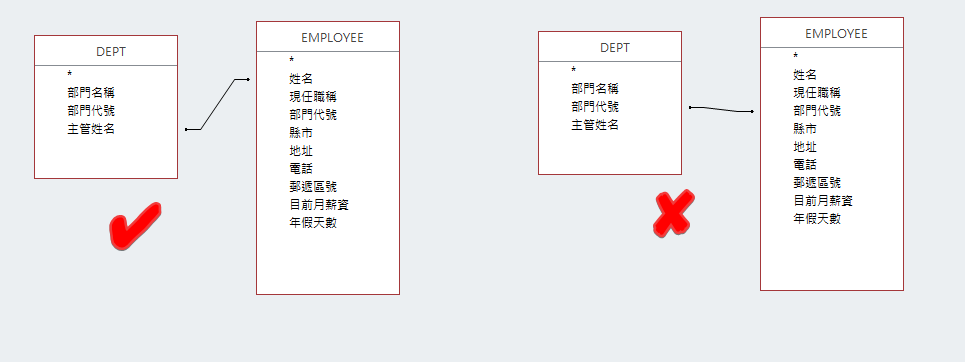 DEPT
*
部門名稱
部門代號
主管姓名
EMPLOYEE
*
姓名
現任職稱
部門代號
縣市
地址
電話
郵遞區號
目前月薪資
年假天數
DEPT
*
部門名稱
部門代號
主管姓名
EMPLOYEE
*
姓名
現任職稱
部門代號
縣市
地址
電話
郵遞區號
目前月薪資
年假天數